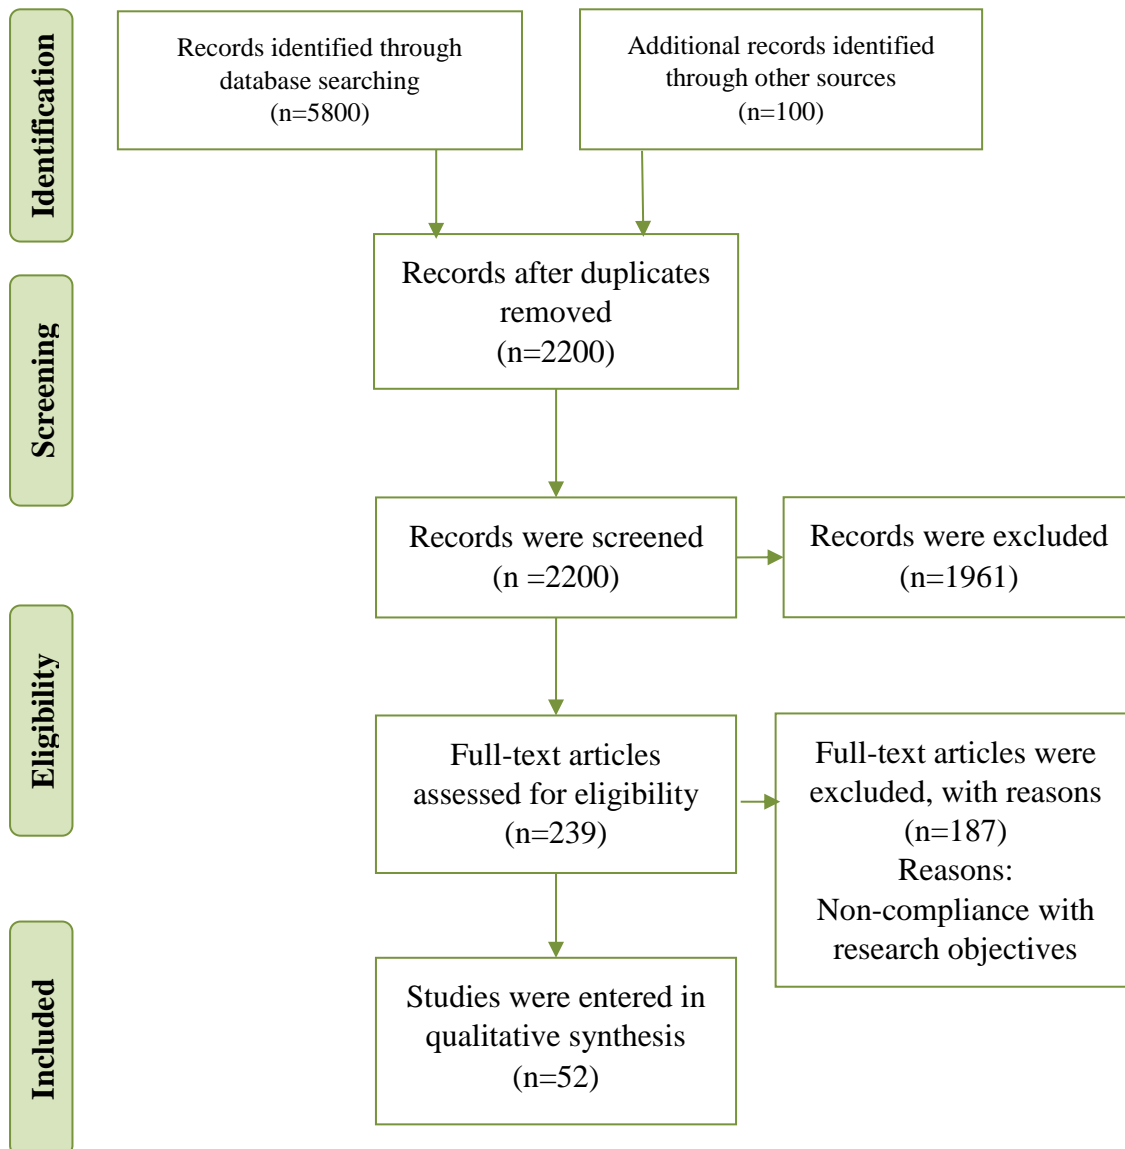 Identification
Records identified through
database searching
(n=5800)
Additional records identified
through other sources
(n=100)
Records after duplicates
removed
(n=2200)
Screening
Records were screened
(n =2200)
Records were excluded
(n=1961)
Eligibility
Full-text articles
assessed for eligibility
(n=239)
Full-text articles were
excluded, with reasons
(n=187)
Reasons:
Non-compliance with
research objectives
Included
Studies were entered in
qualitative synthesis
(n=52)